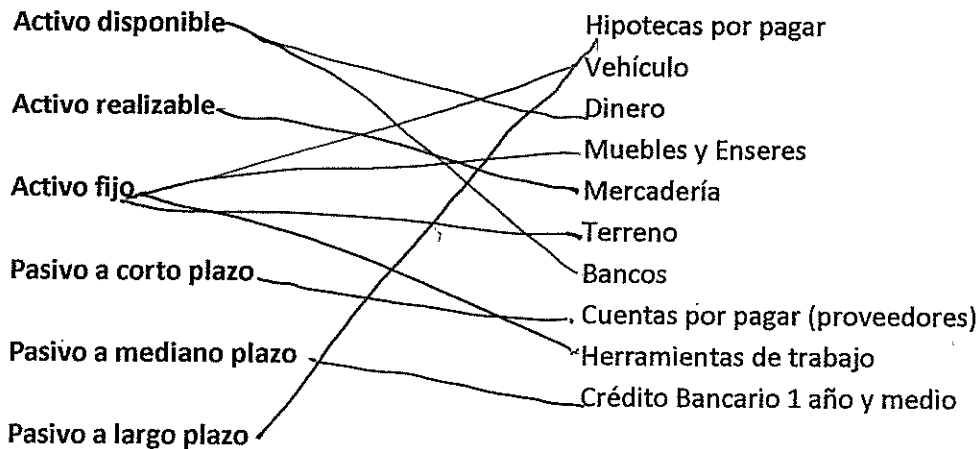 Activo disponible
Activo realizable
Activo fijo
Pasivo a corto plazo
Pasivo a mediano plazo
Pasivo a largo plazo
Hipotecas por pagar
Vehículo
Dinero
Muebles y Enseres
Mercadería
Terreno
Bancos
Cuentas por pagar (proveedores)
Herramientas de trabajo
Crédito Bancario 1 año y medio